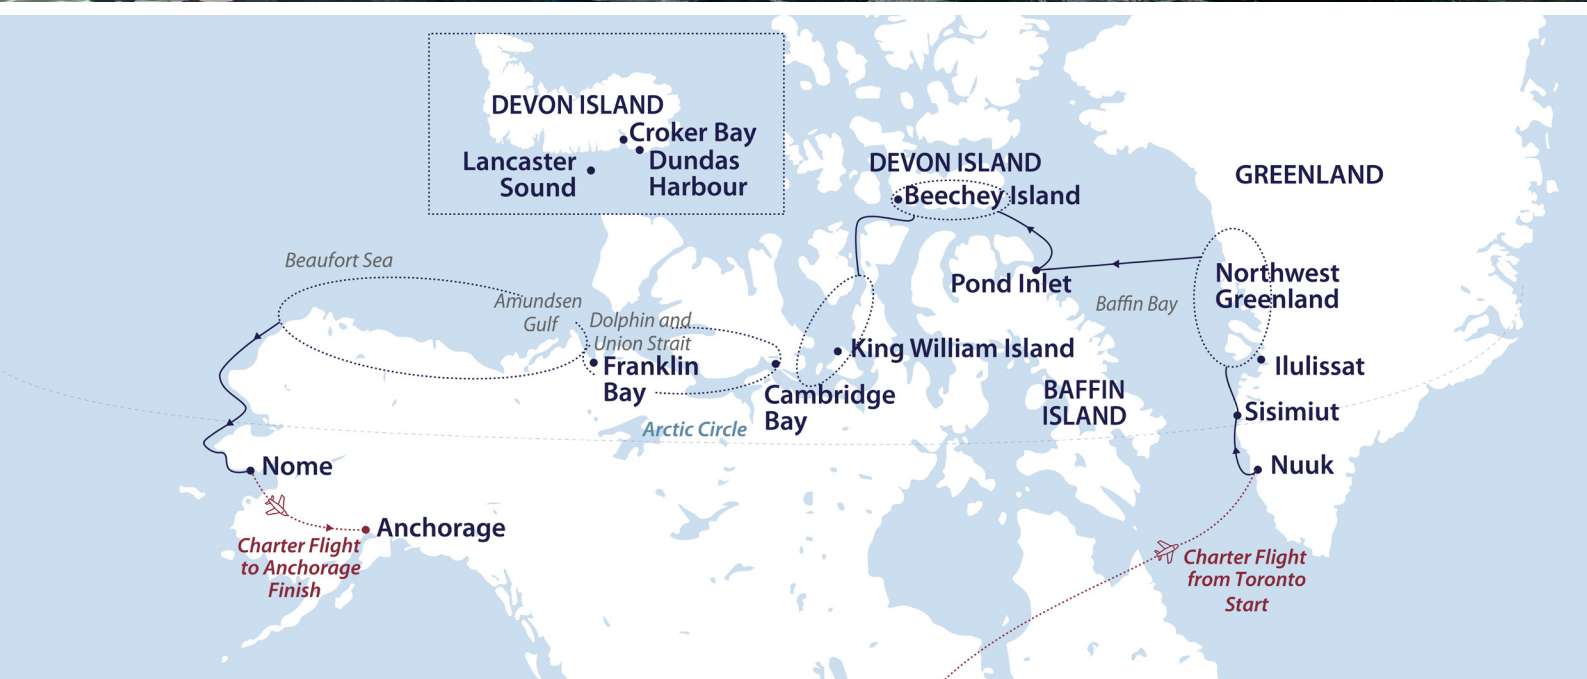 DEVON ISLAND
Croker Bay
Lancaster
Sound
Dundas
Harbour
DEVON ISLAND
Beechey Island
GREENLAND
Beaufort Sea
Amundsen
Gulf
Dolphin and
Union Strait
Franklin
Bay
Pond Inlet
Baffin Bay
Northwest
Greenland
King William Island
Ilulissat
Cambridge
Bay
BAFFIN
ISLAND
Sisimiut
Arctic Circle
Nome
Nuuk
Anchorage
Charter Flight
to Anchorage
Finish
Charter Flight
from Toronto
Start